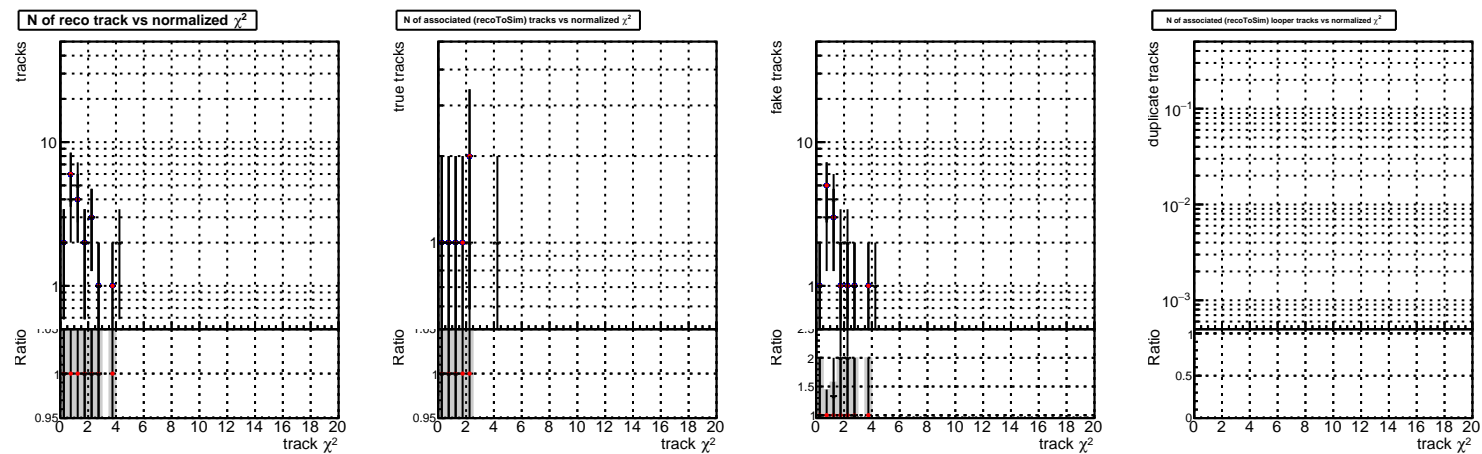 N of reco track vs normalized χ²
tracks
10
1
Ratio
1.05
1
0.95
0 2 4 6 8 10 12 14 16 18 20
track χ²
N of associated (recoToSim) tracks vs normalized χ²
true tracks
1
Ratio
1.05
1
0.95
0 2 4 6 8 10 12 14 16 18 20
track χ²
fake tracks
10
1
Ratio
2.5
2
1.5
1
0 2 4 6 8 10 12 14 16 18 20
track χ²
N of associated (recoToSim) looper tracks vs normalized χ²
duplicate tracks
10⁻¹
10⁻²
10⁻³
Ratio
1
0.5
0
0 2 4 6 8 10 12 14 16 18 20
track χ²